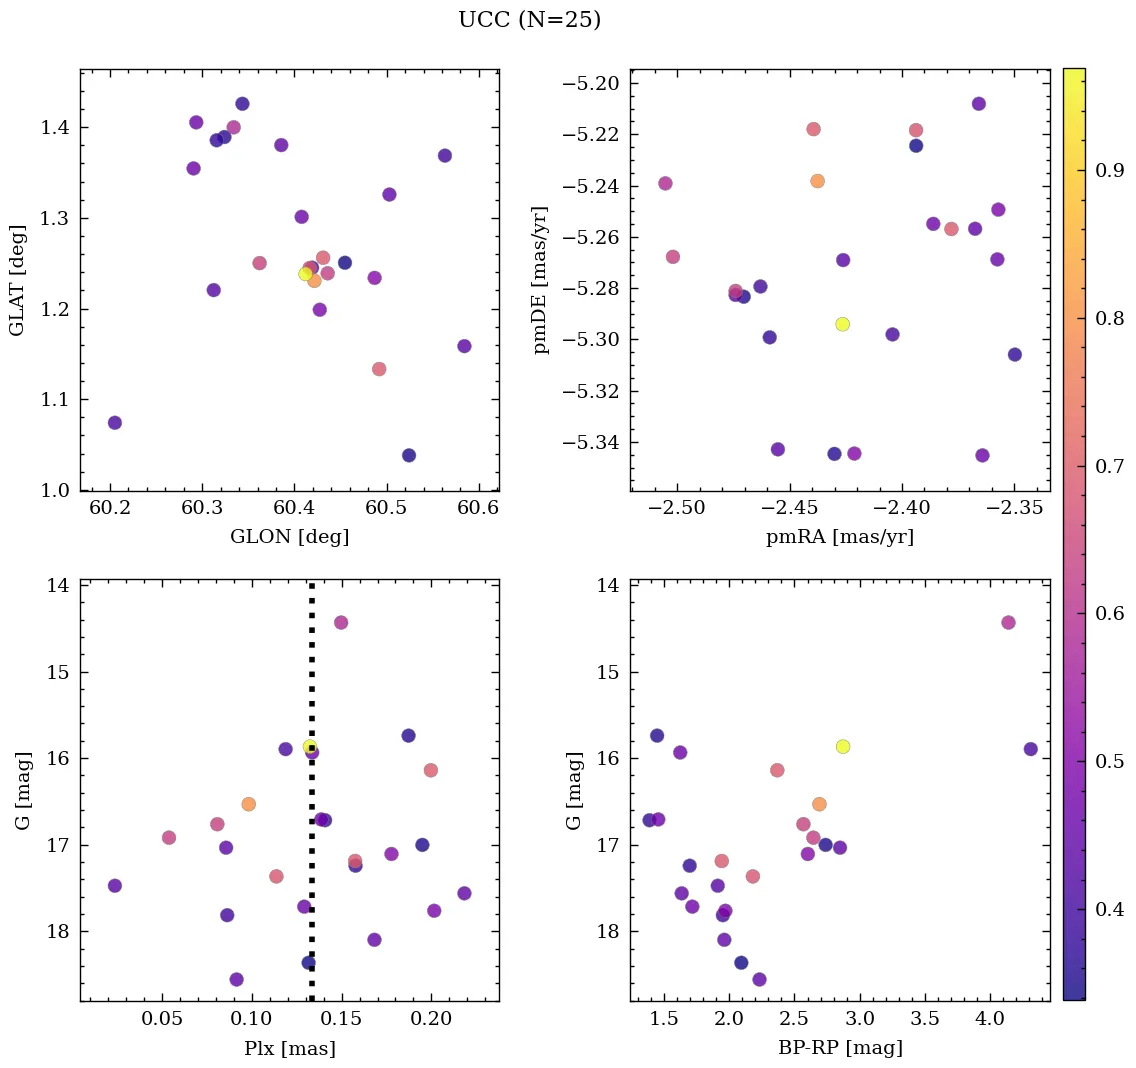 UCC (N=25)
1.4
1.3
1.2
1.1
1.0
GLAT [deg]
60.2 60.3 60.4 60.5 60.6
GLON [deg]
−5.20
−5.22
−5.24
−5.26
−5.28
−5.30
−5.32
−5.34
pmDE [mas/yr]
−2.50 −2.45 −2.40 −2.35
pmRA [mas/yr]
0.9
0.8
0.7
0.6
0.5
0.4
14
15
16
17
18
G [mag]
0.05 0.10 0.15 0.20
Plx [mas]
14
15
16
17
18
G [mag]
1.5 2.0 2.5 3.0 3.5 4.0
BP-RP [mag]